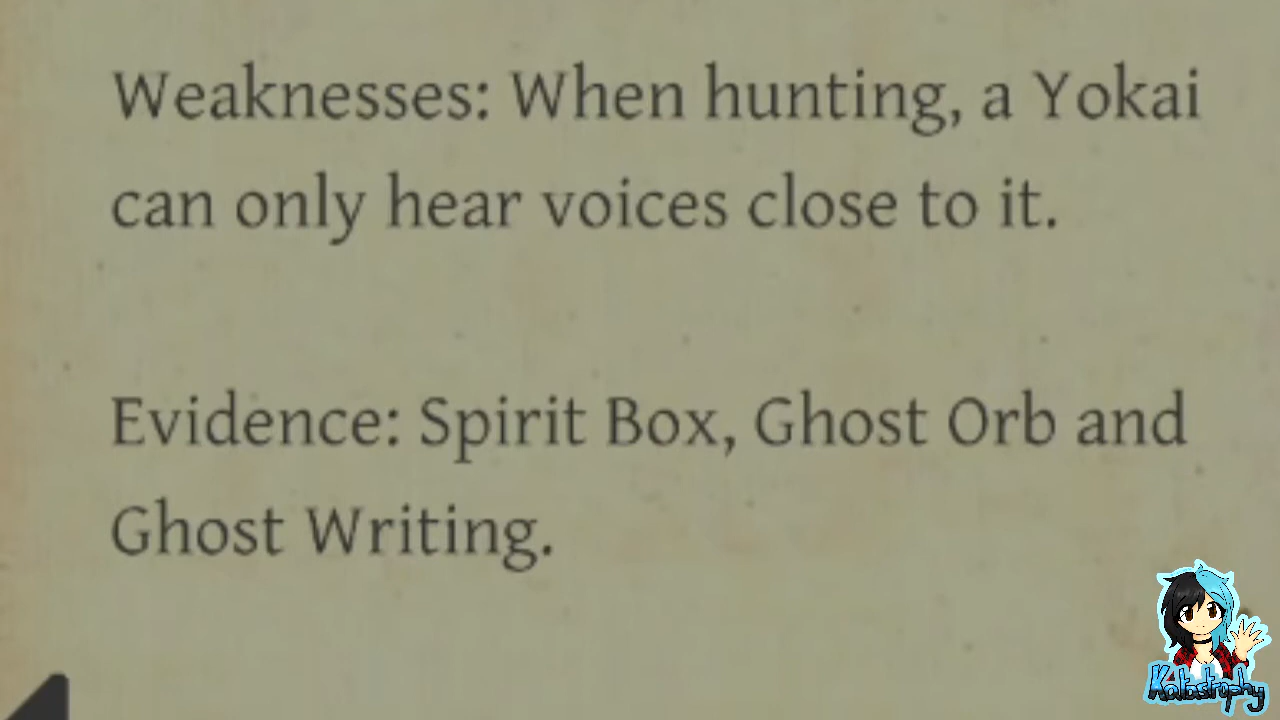 Weaknesses: When hunting, a Yokai
can only hear voices close to it.
Evidence: Spirit Box, Ghost Orb and
Ghost Writing.
Katastrophy